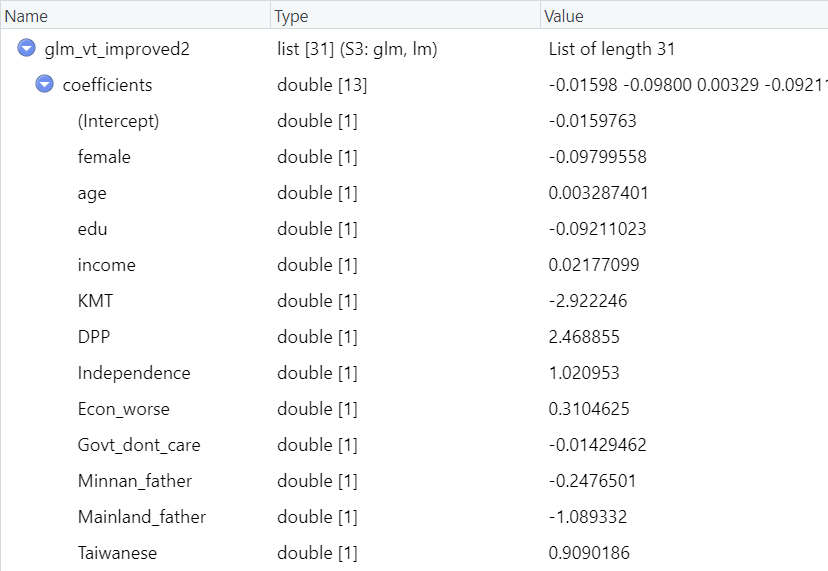 Name Type Value
glm_vt_improved2 list [31] (S3: glm, lm) List of length 31
coefficients double [13] -0.01598 -0.09800 0.00329 -0.0921
(Intercept) double [1] -0.0159763
female double [1] -0.09799558
age double [1] 0.003287401
edu double [1] -0.09211023
income double [1] 0.02177099
KMT double [1] -2.922246
DPP double [1] 2.468855
Independence double [1] 1.020953
Econ_worse double [1] 0.3104625
Govt_dont_care double [1] -0.01429462
Minnan_father double [1] -0.2476501
Mainland_father double [1] -1.089332
Taiwanese double [1] 0.9090186